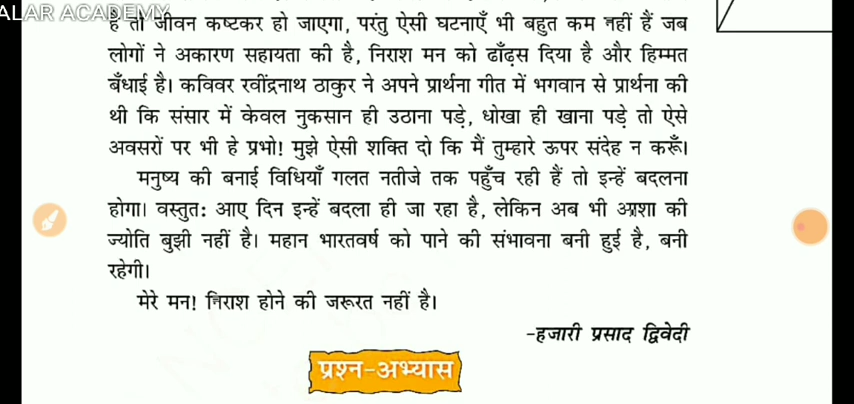 ALAR ACADEMY
है तो जीवन कष्टकर हो जाएगा, परंतु ऐसी घटनाएँ भी बहुत कम नहीं हैं जब
लोगों ने अकारण सहायता की है, निराश मन को ढाँढ़स दिया है और हिम्मत
बँधाई है। कविवर रवींद्रनाथ ठाकुर ने अपने प्रार्थना गीत में भगवान से प्रार्थना की
थी कि संसार में केवल नुकसान ही उठाना पड़े, धोखा ही खाना पड़े तो ऐसे
अवसरों पर भी हे प्रभो! मुझे ऐसी शक्ति दो कि मैं तुम्हारे ऊपर संदेह न करूँ।
मनुष्य की बनाई विधियाँ गलत नतीजे तक पहुँच रही हैं तो इन्हें बदलना
होगा। वस्तुतः आए दिन इन्हें बदला ही जा रहा है, लेकिन अब भी आशा की
ज्योति बुझी नहीं है। महान भारतवर्ष को पाने की संभावना बनी हुई है, बनी
रहेगी।
मेरे मन! निराश होने की जरूरत नहीं है।
-हजारी प्रसाद द्विवेदी
प्रश्न-अभ्यास